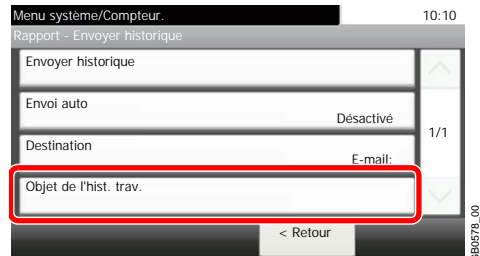 Menu système/Compteur.
10:10
Rapport - Envoyer historique
Envoyer historique
Envoi auto
Désactivé
1/1
Destination
E-mail:
Objet de l'hist. trav.
< Retour
GB0578_00